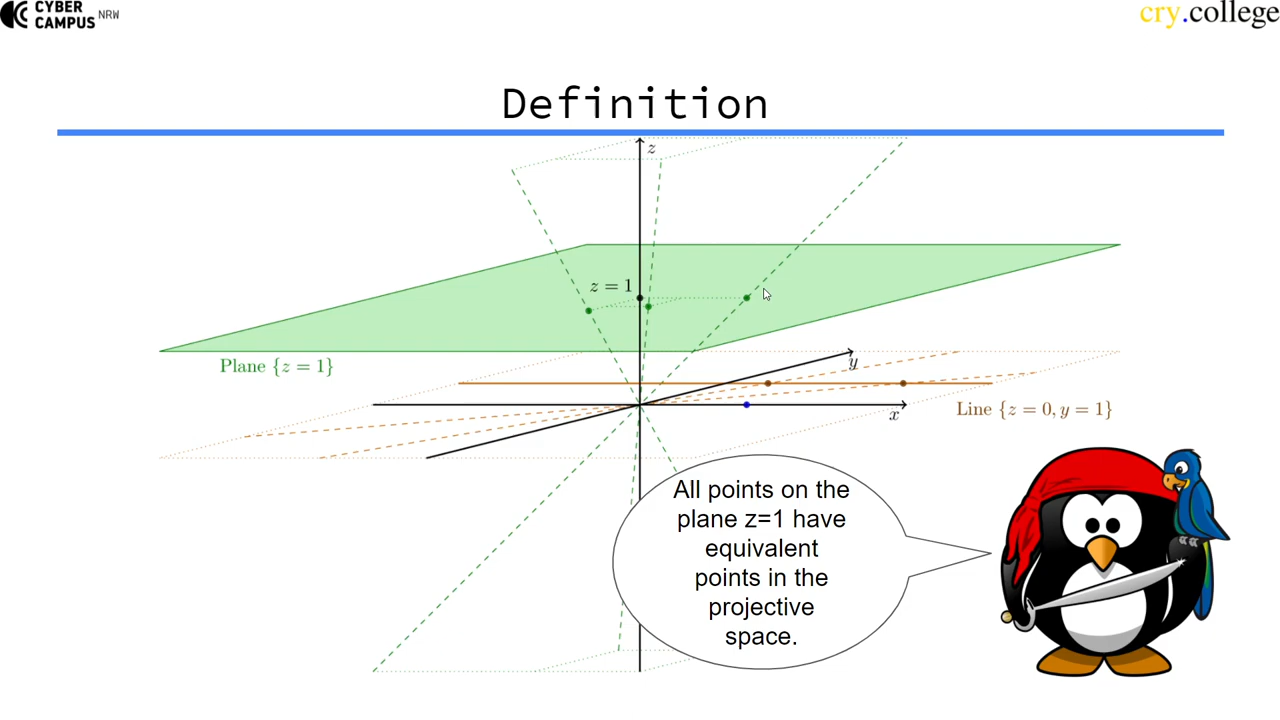 CYBER
CAMPUS NRW
cry.college
Definition
z
z = 1
Plane {z = 1}
y
x
Line {z = 0, y = 1}
All points on the
plane z=1 have
equivalent
points in the
projective
space.